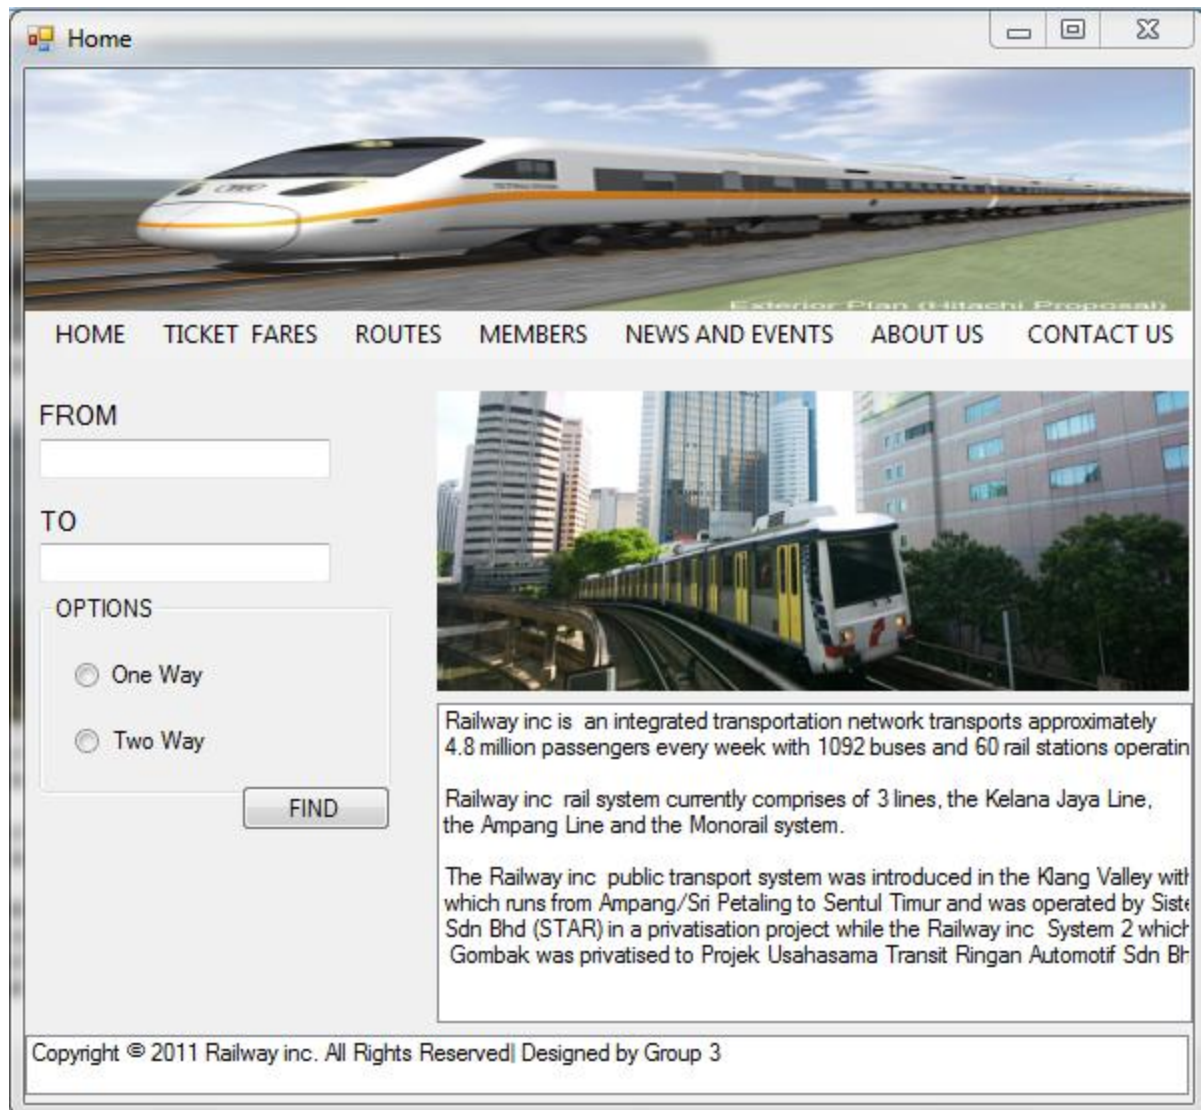 Home
Exterior Plan (Hitachi Proposal)
HOME TICKET FARES ROUTES MEMBERS NEWS AND EVENTS ABOUT US CONTACT US
FROM
TO
OPTIONS
One Way
Two Way
FIND
Railway inc is an integrated transportation network transports approximately
4.8 million passengers every week with 1092 buses and 60 rail stations operatin
Railway inc rail system currently comprises of 3 lines, the Kelana Jaya Line,
the Ampang Line and the Monorail system.
The Railway inc public transport system was introduced in the Klang Valley with
which runs from Ampang/Sri Petaling to Sentul Timur and was operated by Siste
Sdn Bhd (STAR) in a privatisation project while the Railway inc System 2 which
Gombak was privatised to Projek Usahasama Transit Ringan Automotif Sdn Bh
Copyright © 2011 Railway inc. All Rights Reserved| Designed by Group 3